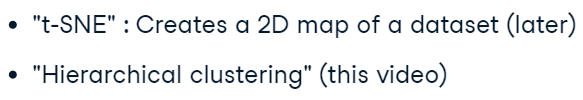 • "t-SNE" : Creates a 2D map of a dataset (later)
• "Hierarchical clustering" (this video)